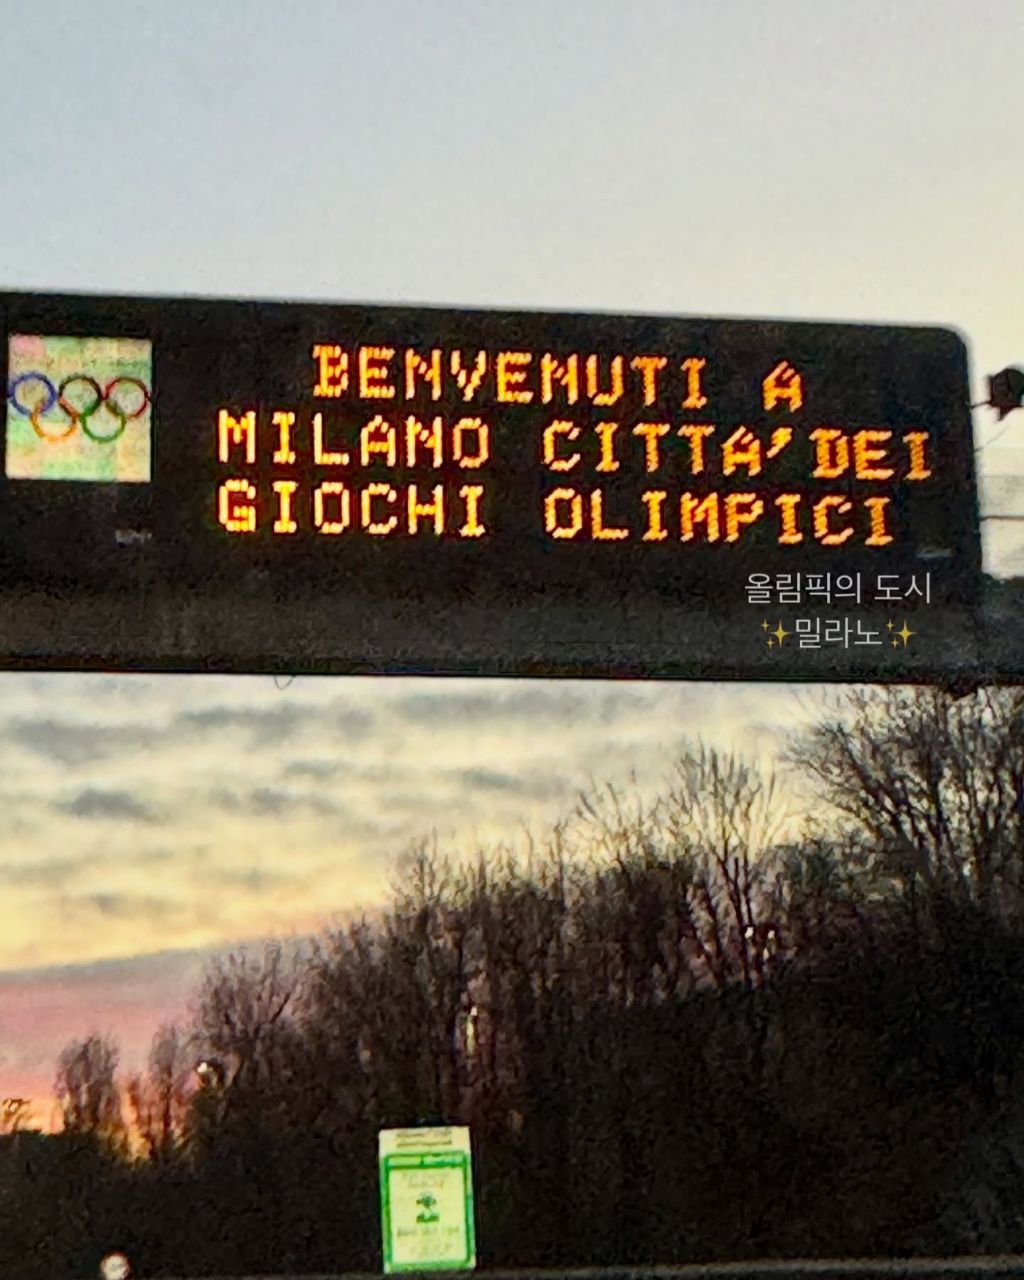 BENVENUTI A
MILANO CITTA'DEI
GIOCHI OLIMPICI
올림픽의 도시
✨밀라노✨